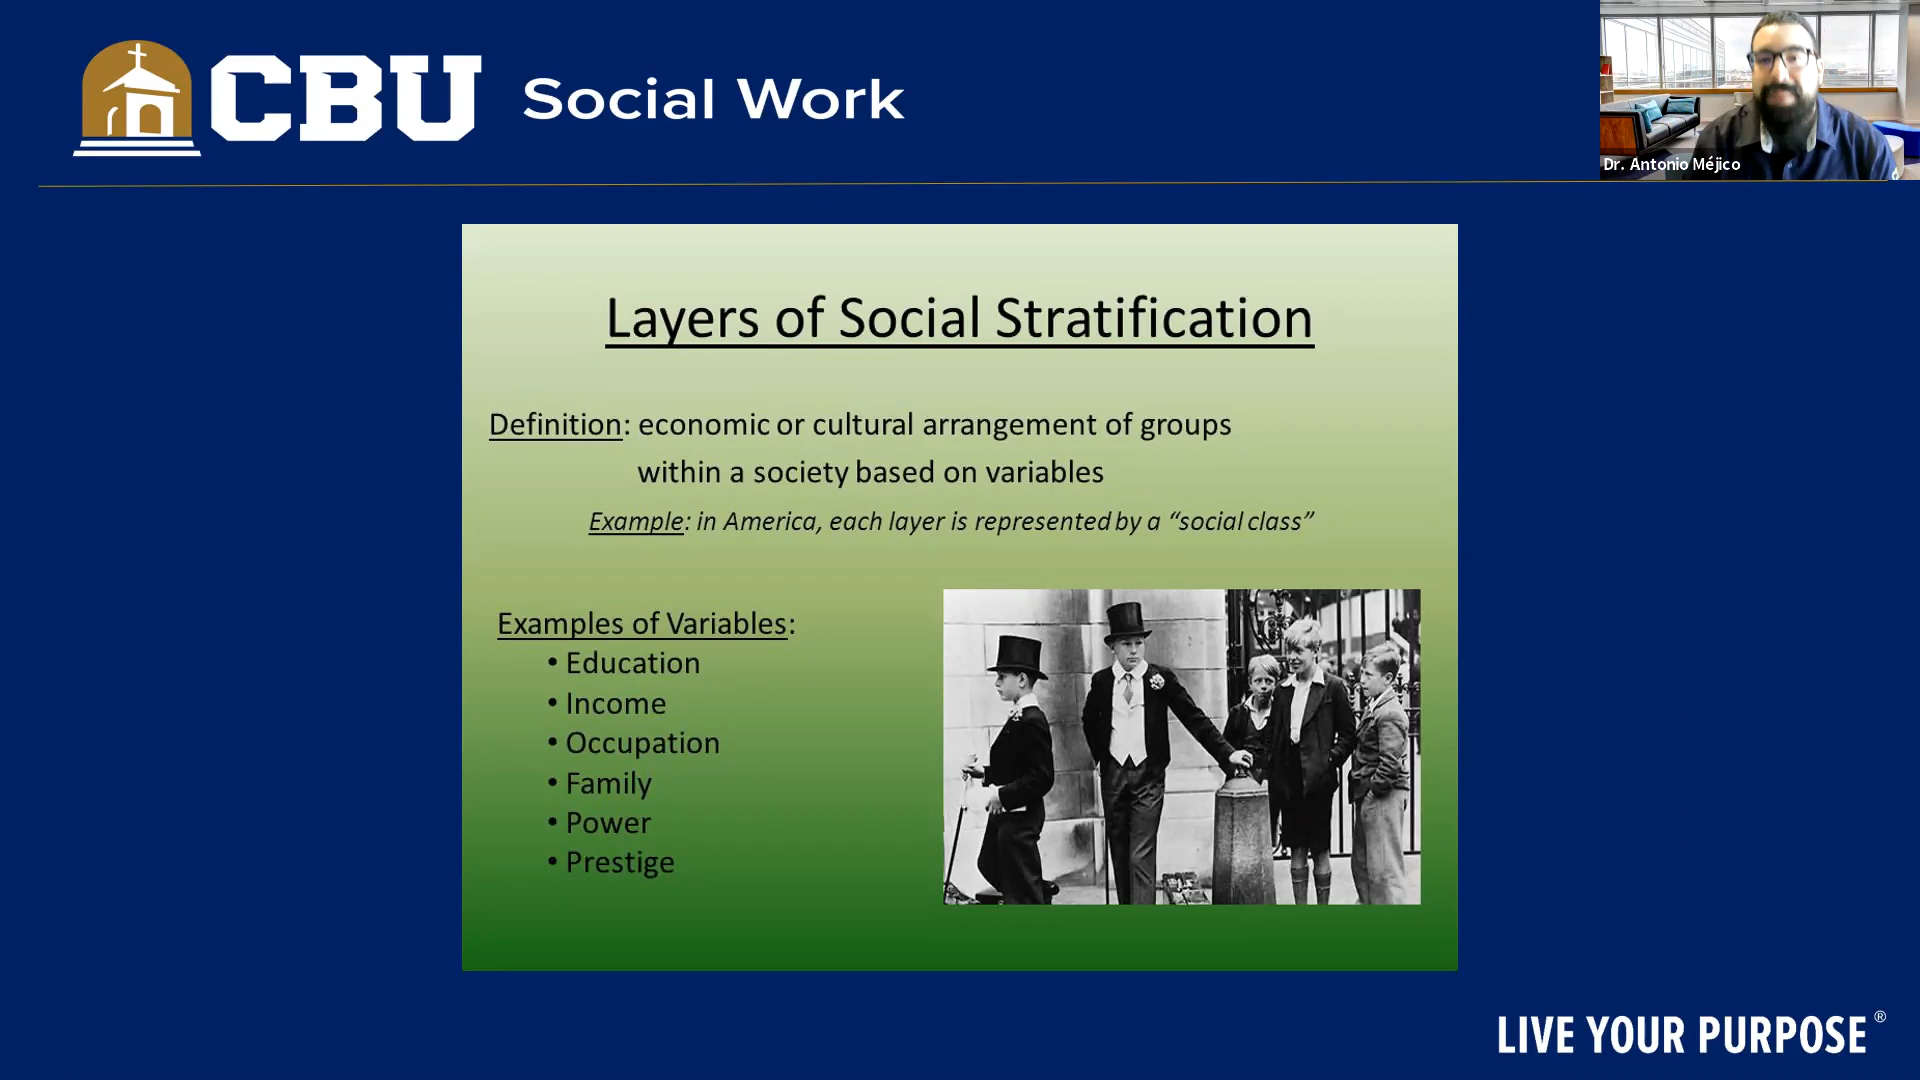 CBU Social Work
Dr. Antonio Méjico
Layers of Social Stratification
Definition: economic or cultural arrangement of groups
within a society based on variables
Example: in America, each layer is represented by a “social class”
Examples of Variables:
• Education
• Income
• Occupation
• Family
• Power
• Prestige
LIVE YOUR PURPOSE®